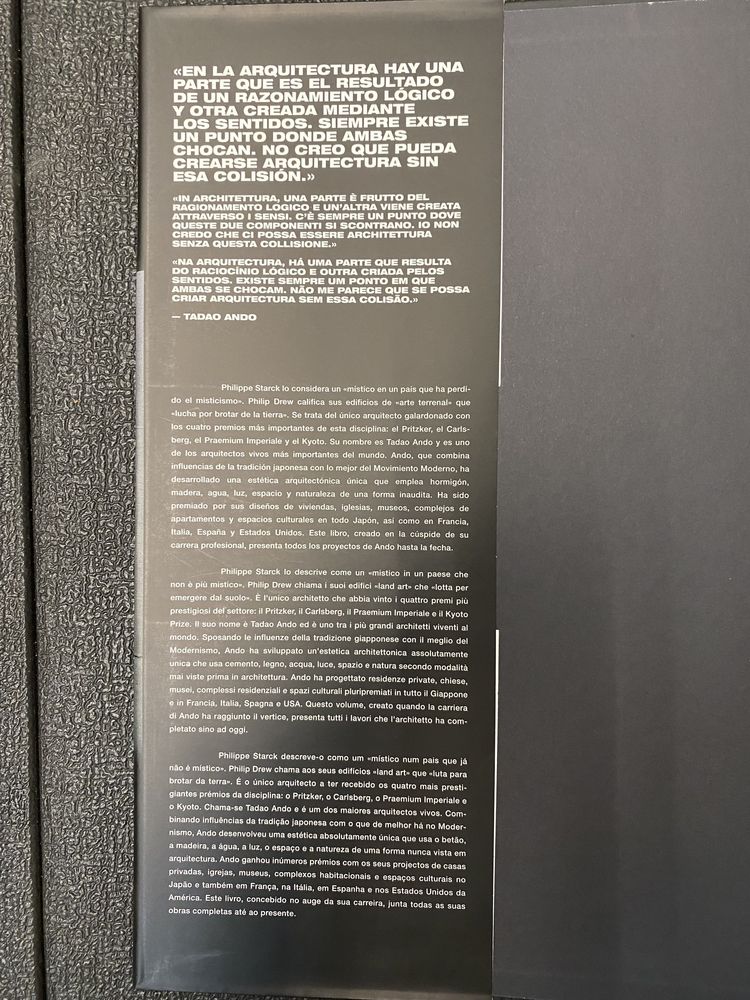 «EN LA ARQUITECTURA HAY UNA
PARTE QUE ES EL RESULTADO
DE UN RAZONAMIENTO LÓGICO
Y OTRA CREADA MEDIANTE
LOS SENTIDOS. SIEMPRE EXISTE
UN PUNTO DONDE AMBAS
CHOCAN. NO CREO QUE PUEDA
CREARSE ARQUITECTURA SIN
ESA COLISIÓN.»
«IN ARCHITETTURA, UNA PARTE È FRUTTO DEL
RAGIONAMENTO LOGICO E UN'ALTRA VIENE CREATA
ATTRAVERSO I SENSI. C'È SEMPRE UN PUNTO DOVE
QUESTE DUE COMPONENTI SI SCONTRANO. IO NON
CREDO CHE CI POSSA ESSERE ARCHITETTURA
SENZA QUESTA COLLISIONE.»
«NA ARQUITECTURA, HÁ UMA PARTE QUE RESULTA
DO RACIOCÍNIO LÓGICO E OUTRA CRIADA PELOS
SENTIDOS. EXISTE SEMPRE UM PONTO EM QUE
AMBAS SE CHOCAM. NÃO ME PARECE QUE SE POSSA
CRIAR ARQUITECTURA SEM ESSA COLISÃO.»
— TADAO ANDO
Philippe Starck lo considera un «místico en un país que ha perdi-
do el misticismo». Philip Drew califica sus edificios de «arte terrenal» que
«lucha por brotar de la tierra». Se trata del único arquitecto galardonado con
los cuatro premios más importantes de esta disciplina: el Pritzker, el Carls-
berg, el Praemium Imperiale y el Kyoto. Su nombre es Tadao Ando y es uno
de los arquitectos vivos más importantes del mundo. Ando, que combina
influencias de la tradición japonesa con lo mejor del Movimiento Moderno, ha
desarrollado una estética arquitectónica única que emplea hormigón,
madera, agua, luz, espacio y naturaleza de una forma inaudita. Ha sido
premiado por sus diseños de viviendas, iglesias, museos, complejos de
apartamentos y espacios culturales en todo Japón, así como en Francia,
Italia, España y Estados Unidos. Este libro, creado en la cúspide de su
carrera profesional, presenta todos los proyectos de Ando hasta la fecha.
Philippe Starck lo descrive come un «mistico in un paese che
non è più mistico». Philip Drew chiama i suoi edifici «land art» che «lotta per
emergere dal suolo». È l'unico architetto che abbia vinto i quattro premi più
prestigiosi del settore: il Pritzker, il Carlsberg, il Praemium Imperiale e il Kyoto
Prize. Il suo nome è Tadao Ando ed è uno tra i più grandi architetti viventi al
mondo. Sposando le influenze della tradizione giapponese con il meglio del
Modernismo, Ando ha sviluppato un'estetica architettonica assolutamente
unica che usa cemento, legno, acqua, luce, spazio e natura secondo modalità
mai viste prima in architettura. Ando ha progettato residenze private, chiese,
musei, complessi residenziali e spazi culturali pluripremiati in tutto il Giappone
e in Francia, Italia, Spagna e USA. Questo volume, creato quando la carriera
di Ando ha raggiunto il vertice, presenta tutti i lavori che l'architetto ha com-
pletato sino ad oggi.
Philippe Starck descreve-o como um «místico num pais que já
não é místico». Philip Drew chama aos seus edifícios «land art» que «luta para
brotar da terra». É o único arquitecto a ter recebido os quatro mais presti-
giantes prémios da disciplina: o Pritzker, o Carlsberg, o Praemium Imperiale e
o Kyoto. Chama-se Tadao Ando e é um dos maiores arquitectos vivos. Com-
binando influências da tradição japonesa com o que de melhor há no Moder-
nismo, Ando desenvolveu uma estética absolutamente única que usa o betão,
a madeira, a água, a luz, o espaço e a natureza de uma forma nunca vista em
arquitectura. Ando ganhou inúmeros prémios com os seus projectos de casas
privadas, igrejas, museus, complexos habitacionais e espaços culturais no
Japão e também em França, na Itália, em Espanha e nos Estados Unidos da
América. Este livro, concebido no auge da sua carreira, junta todas as suas
obras completas até ao presente.